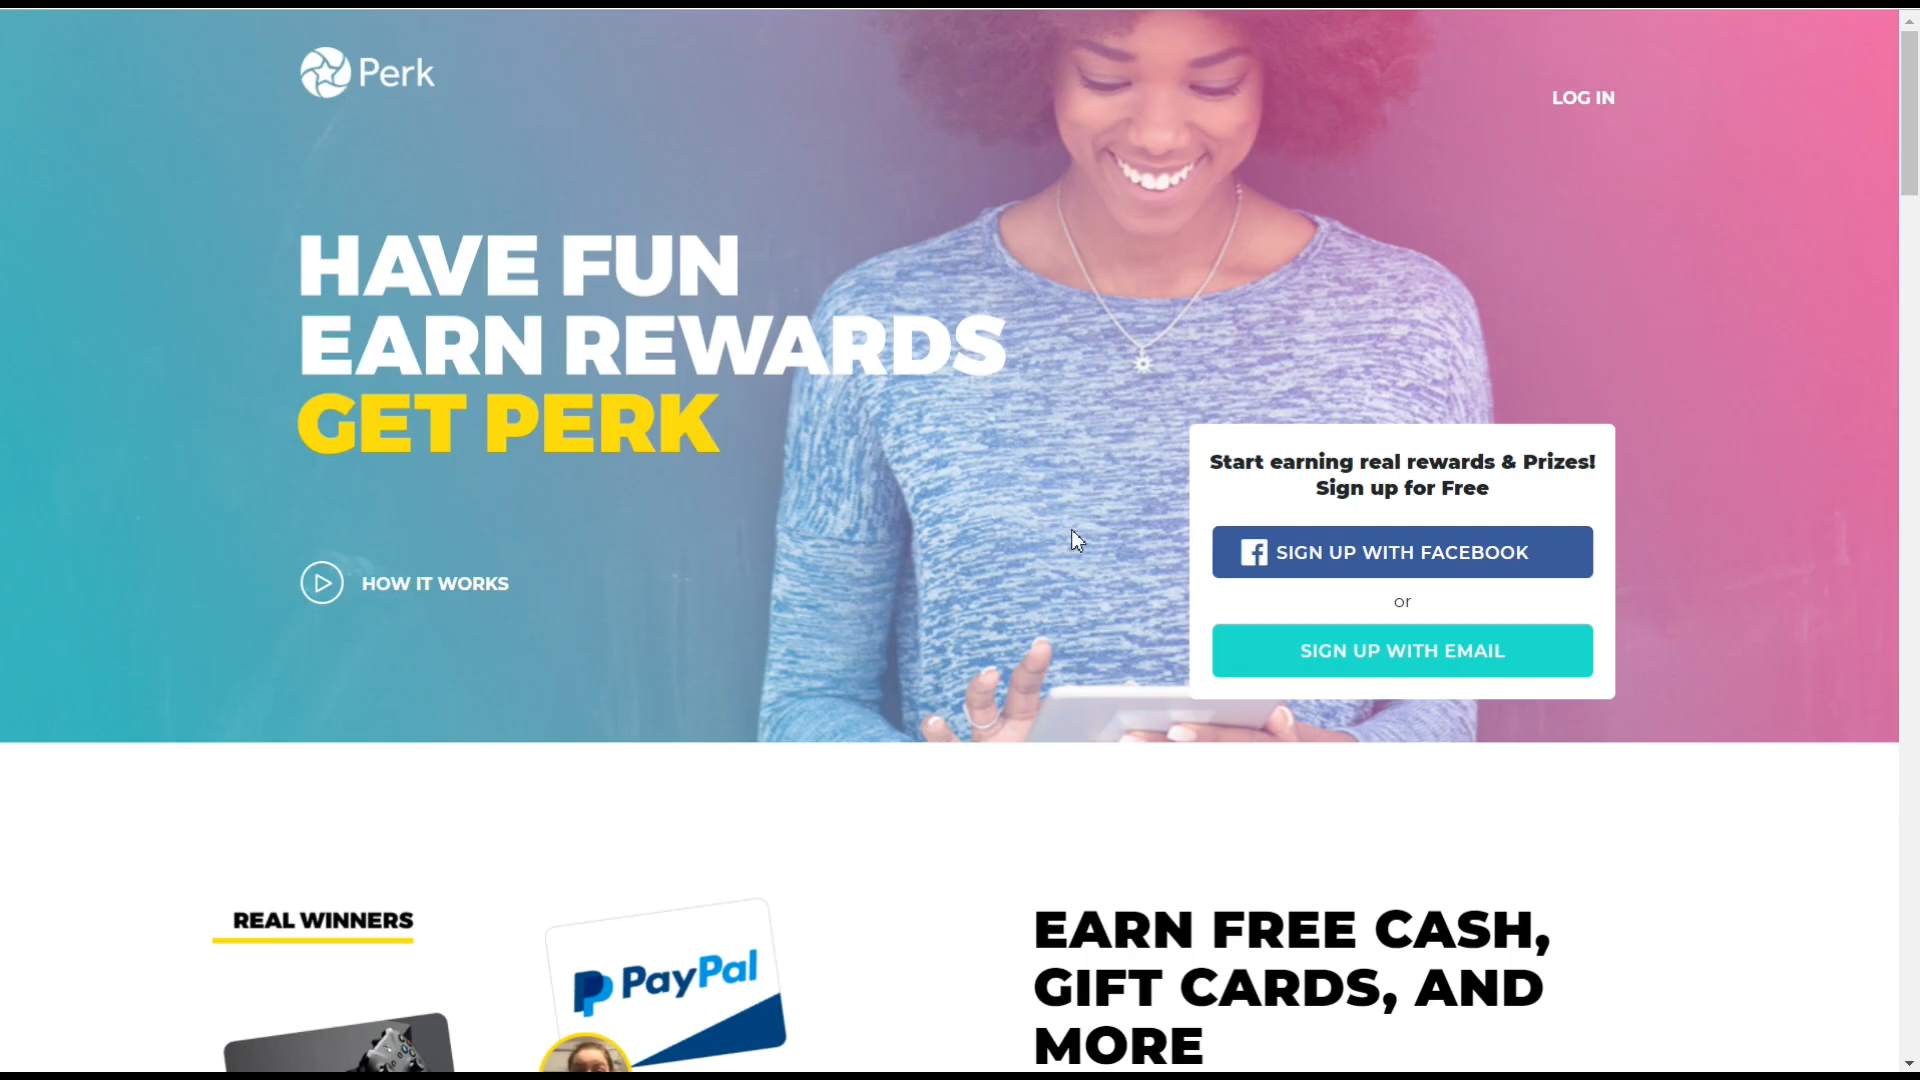 Perk
LOG IN
HAVE FUN
EARN REWARDS
GET PERK
HOW IT WORKS
Start earning real rewards & Prizes!
Sign up for Free
SIGN UP WITH FACEBOOK
or
SIGN UP WITH EMAIL
REAL WINNERS
PayPal
EARN FREE CASH,
GIFT CARDS, AND
MORE